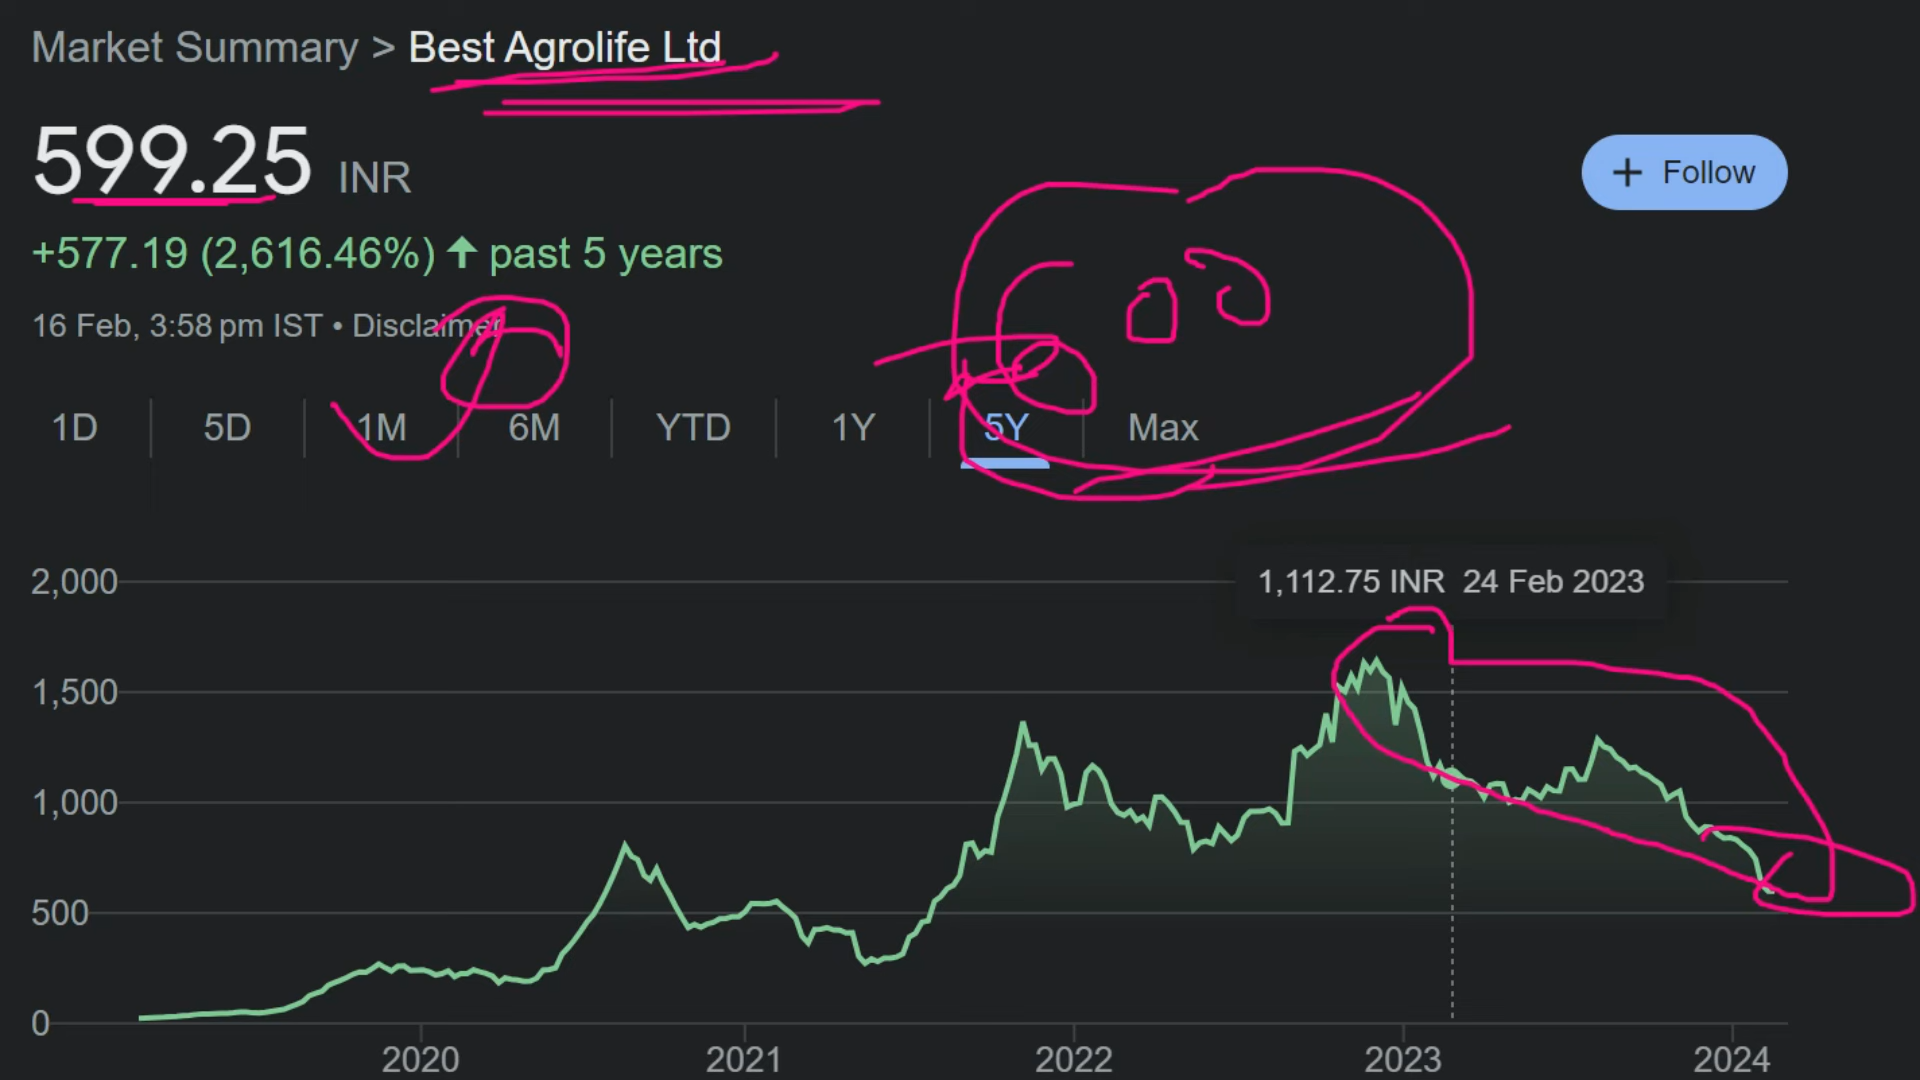 Market Summary > Best Agrolife Ltd
599.25 INR
+ Follow
+577.19 (2,616.46%) ↑ past 5 years
16 Feb, 3:58 pm IST • Disclaimer
1D 5D 1M 6M YTD 1Y 5Y Max
1,112.75 INR 24 Feb 2023
2,000
1,500
1,000
500
0
2020 2021 2022 2023 2024